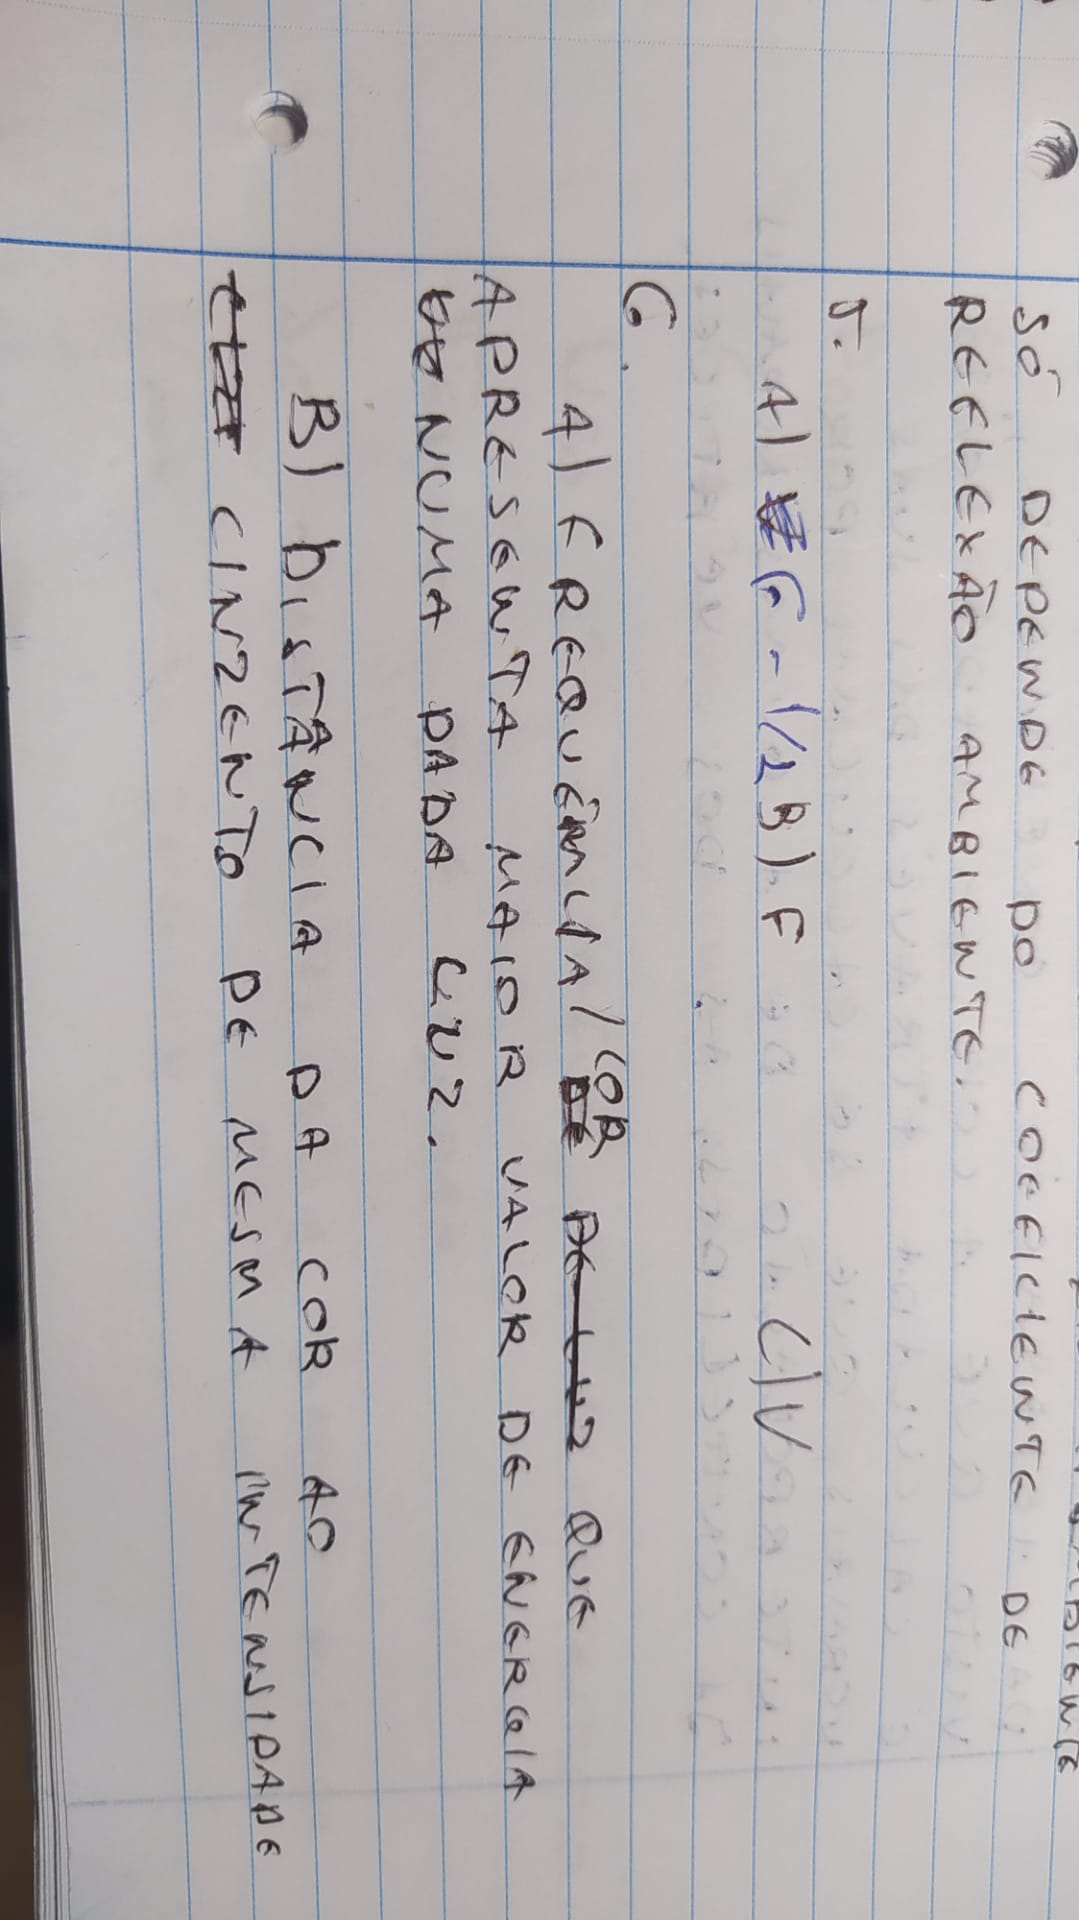 SÓ DEPENDE DO COEFICIENTE DE
REFLEXÃO AMBIENTE.
5.
A) F - 1/2 B) F C) V
6.
A) FREQUÊNCIA / COR QUE
APRESENTA MAIOR VALOR DE ENERGIA
NUMA DADA LUZ.
B) DISTÂNCIA DA COR AO
CINZENTO DE MESMA INTENSIDADE